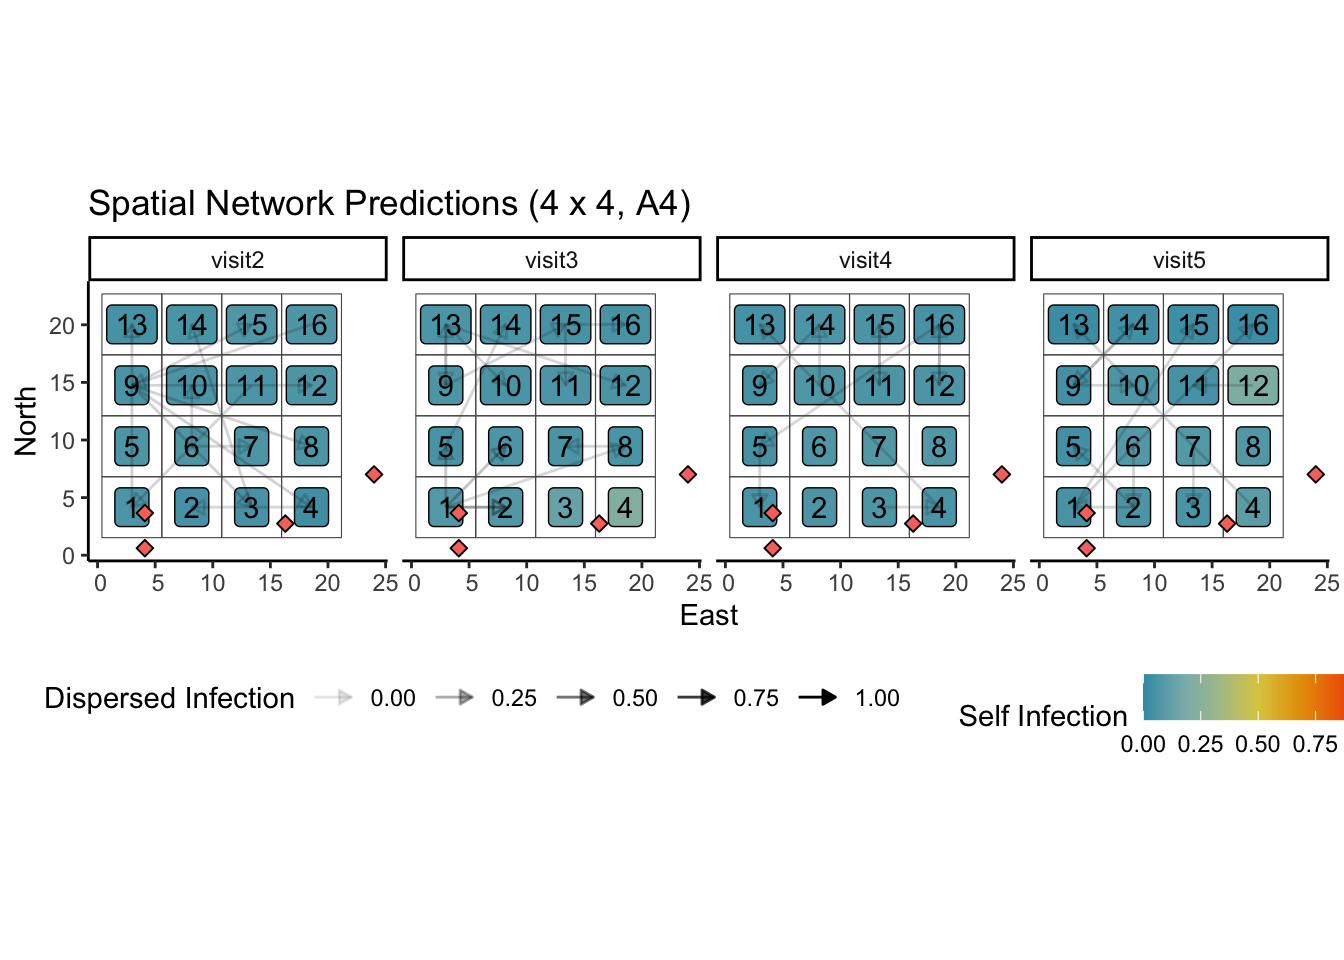 Spatial Network Predictions (4 x 4, A4)
visit2 visit3 visit4 visit5
13 14 15 16 13 14 15 16 13 14 15 16 13 14 15 16
9 10 11 12 9 10 11 12 9 10 11 12 9 10 11 12
5 6 7 8 5 6 7 8 5 6 7 8 5 6 7 8
1 2 3 4 1 2 3 4 1 2 3 4 1 2 3 4
20
15
10
5
0
North
0 5 10 15 20 25 0 5 10 15 20 25 0 5 10 15 20 25 0 5 10 15 20 25
East
Dispersed Infection 0.00 0.25 0.50 0.75 1.00
Self Infection
0.00 0.25 0.50 0.75